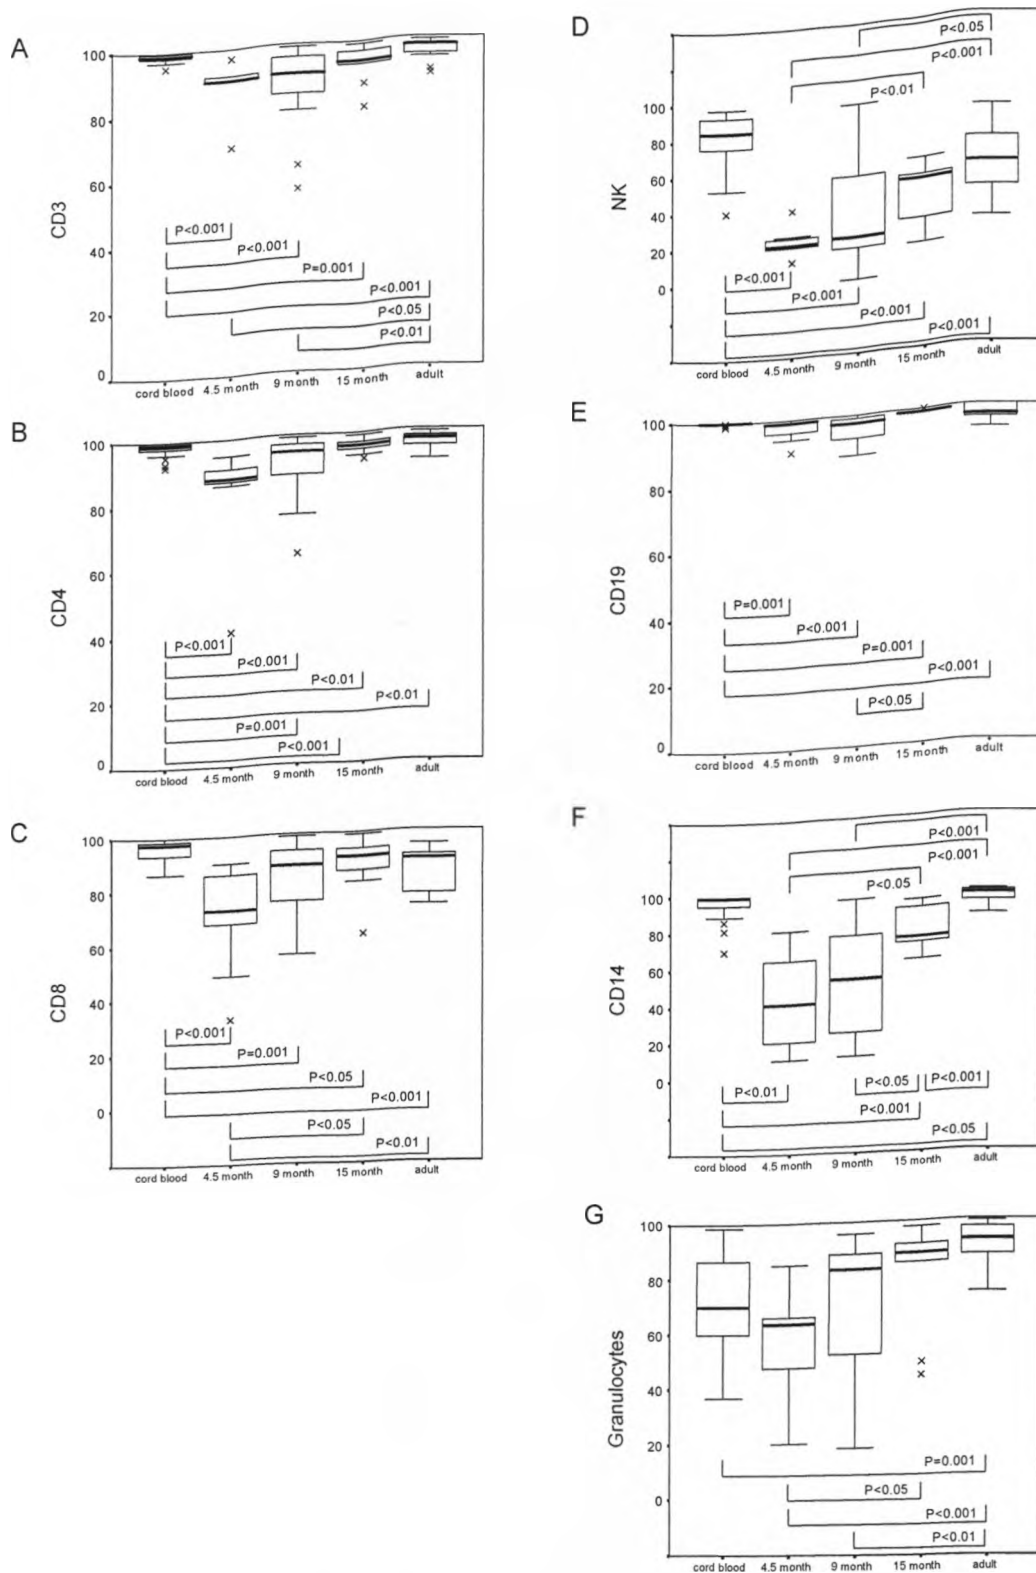 A
CD3
100
80
60
40
20
0
P<0.001
P<0.001
P=0.001
P<0.001
P<0.05
P<0.01
cord blood 4.5 month 9 month 15 month adult
B
CD4
100
80
60
40
20
0
P<0.001
P<0.001
P<0.01
P<0.01
P=0.001
P<0.001
cord blood 4.5 month 9 month 15 month adult
C
CD8
100
80
60
40
20
0
P<0.001
P=0.001
P<0.05
P<0.001
P<0.05
P<0.01
cord blood 4.5 month 9 month 15 month adult
D
NK
P<0.05
P<0.001
P<0.01
100
80
60
40
20
0
P<0.001
P<0.001
P<0.001
P<0.001
cord blood 4.5 month 9 month 15 month adult
E
CD19
100
80
60
40
20
0
P=0.001
P<0.001
P=0.001
P<0.001
P<0.05
cord blood 4.5 month 9 month 15 month adult
F
CD14
P<0.001
P<0.001
P<0.05
100
80
60
40
20
0
P<0.01
P<0.05 P<0.001
P<0.001
P<0.05
cord blood 4.5 month 9 month 15 month adult
G
Granulocytes
100
80
60
40
20
0
P=0.001
P<0.05
P<0.001
P<0.01
cord blood 4.5 month 9 month 15 month adult